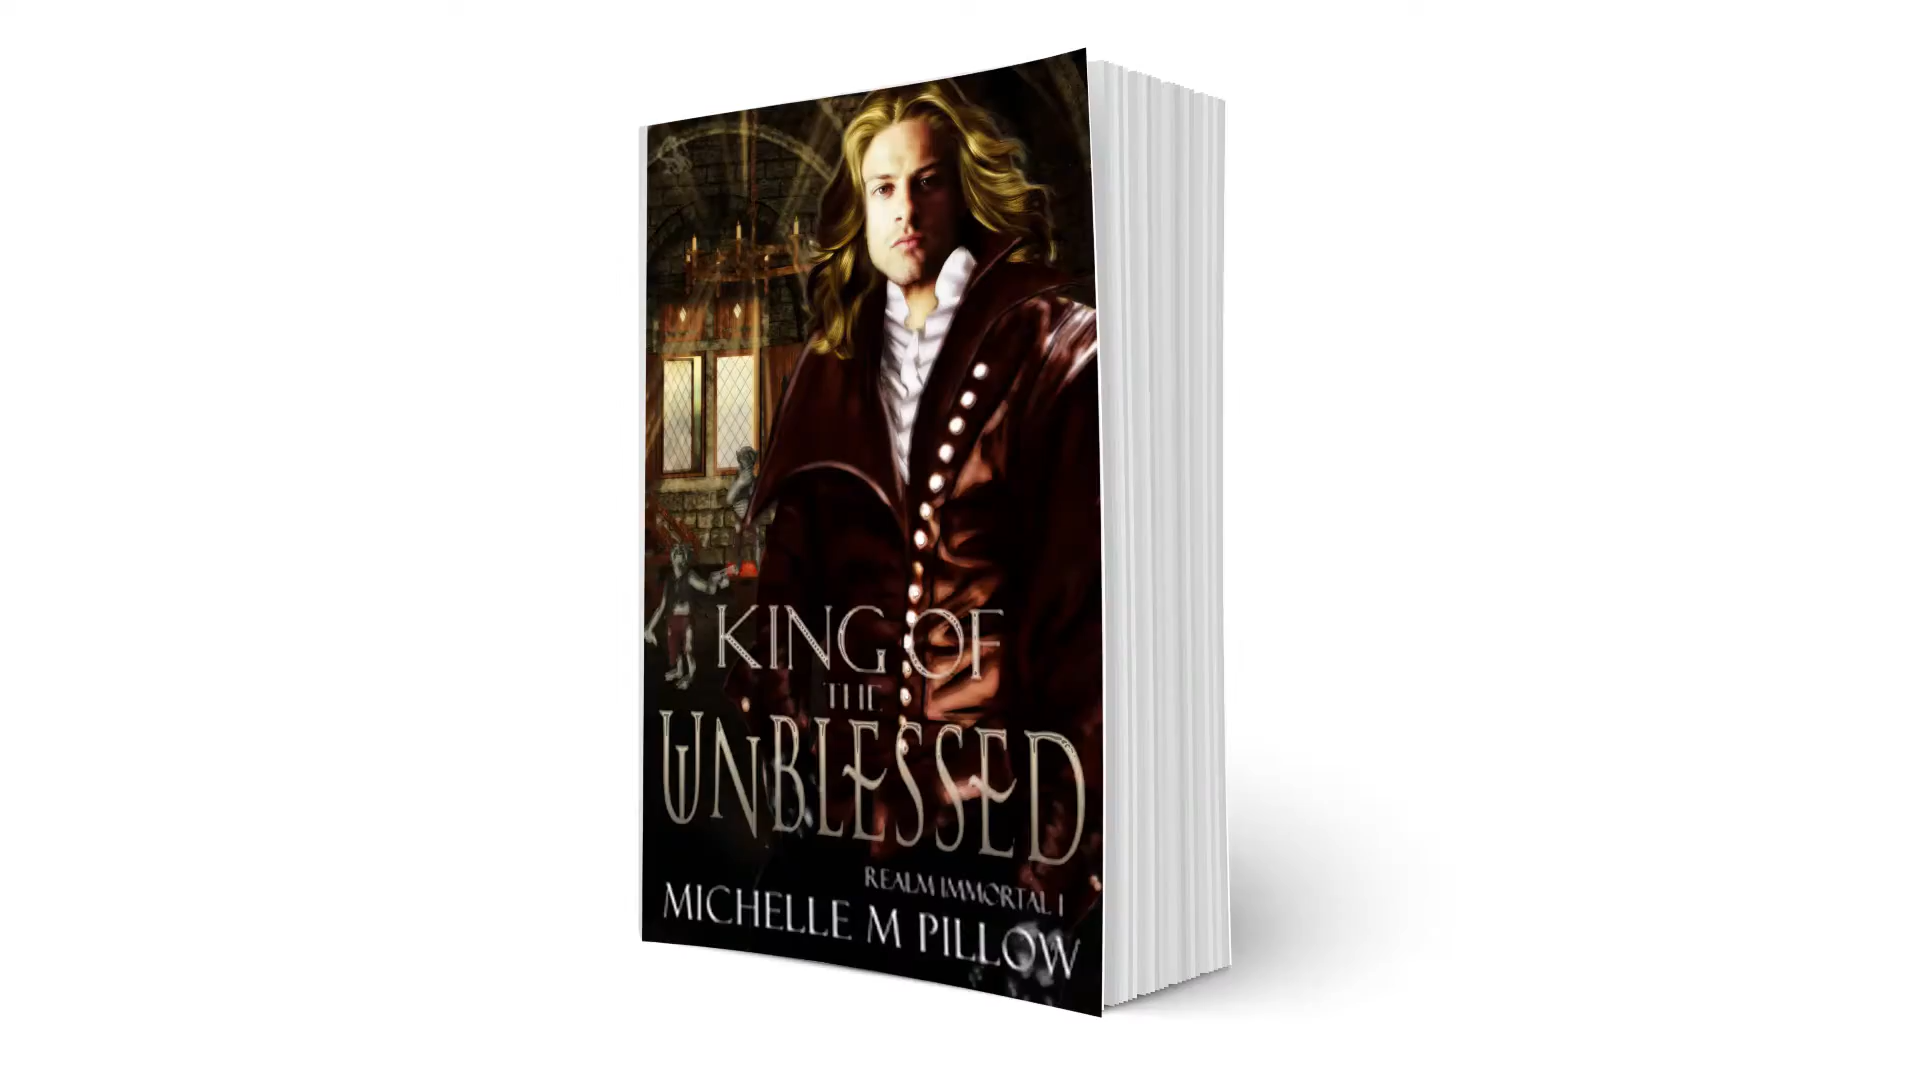 KING OF
THE
UNBLESSED
REALM IMMORTAL 1
MICHELLE M PILLOW